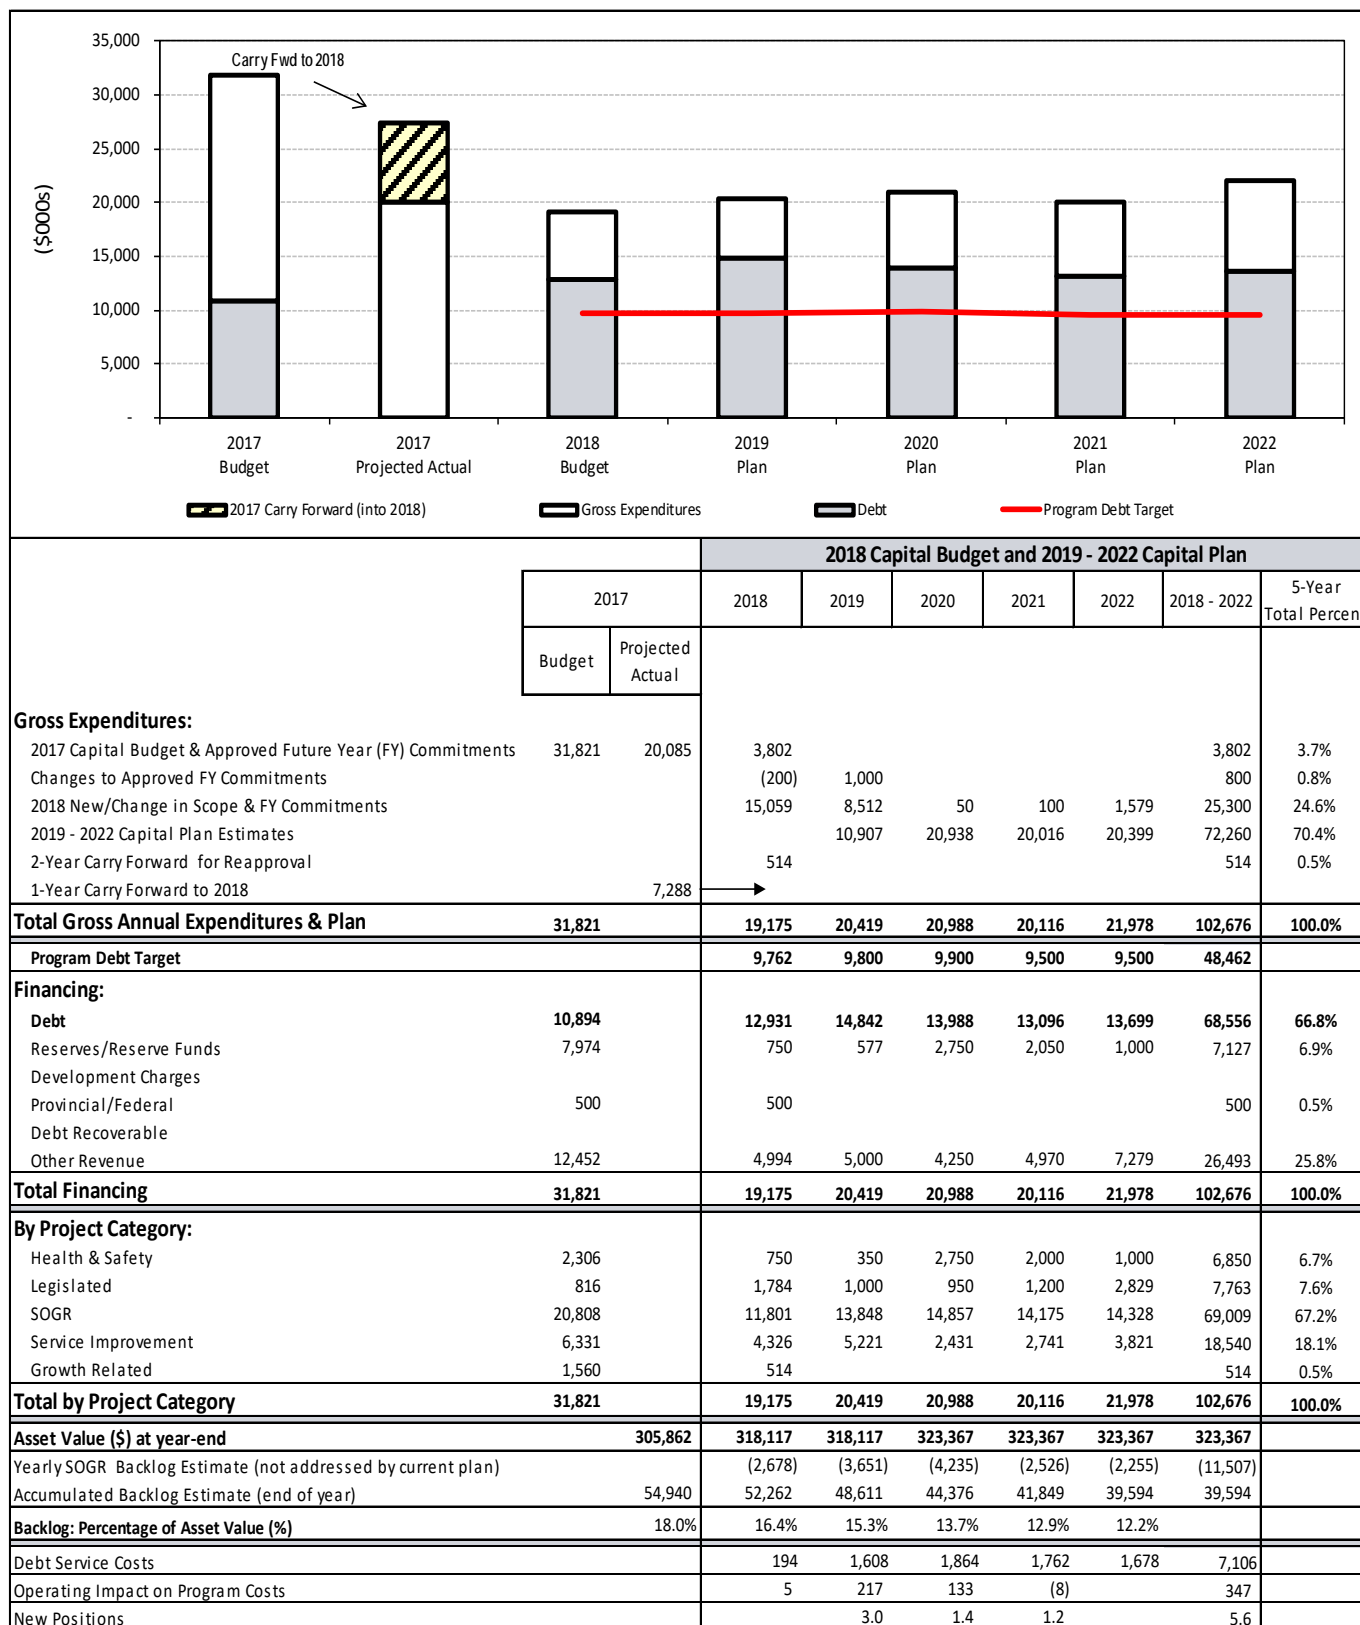 35,000
Carry Fwd to 2018
30,000
25,000
20,000
15,000
10,000
5,000
-
($000s)
2017 2017 2018 2019 2020 2021 2022
Budget Projected Actual Budget Plan Plan Plan Plan
2017 Carry Forward (into 2018) Gross Expenditures Debt Program Debt Target
2018 Capital Budget and 2019 - 2022 Capital Plan
2017 2018 2019 2020 2021 2022 2018 - 2022 5-Year
Total Percen
Budget Projected
Actual
Gross Expenditures:
2017 Capital Budget & Approved Future Year (FY) Commitments 31,821 20,085 3,802 3,802 3.7%
Changes to Approved FY Commitments (200) 1,000 800 0.8%
2018 New/Change in Scope & FY Commitments 15,059 8,512 50 100 1,579 25,300 24.6%
2019 - 2022 Capital Plan Estimates 10,907 20,938 20,016 20,399 72,260 70.4%
2-Year Carry Forward for Reapproval 514 514 0.5%
1-Year Carry Forward to 2018 7,288
Total Gross Annual Expenditures & Plan 31,821 19,175 20,419 20,988 20,116 21,978 102,676 100.0%
Program Debt Target 9,762 9,800 9,900 9,500 9,500 48,462
Financing:
Debt 10,894 12,931 14,842 13,988 13,096 13,699 68,556 66.8%
Reserves/Reserve Funds 7,974 750 577 2,750 2,050 1,000 7,127 6.9%
Development Charges
Provincial/Federal 500 500 500 0.5%
Debt Recoverable
Other Revenue 12,452 4,994 5,000 4,250 4,970 7,279 26,493 25.8%
Total Financing 31,821 19,175 20,419 20,988 20,116 21,978 102,676 100.0%
By Project Category:
Health & Safety 2,306 750 350 2,750 2,000 1,000 6,850 6.7%
Legislated 816 1,784 1,000 950 1,200 2,829 7,763 7.6%
SOGR 20,808 11,801 13,848 14,857 14,175 14,328 69,009 67.2%
Service Improvement 6,331 4,326 5,221 2,431 2,741 3,821 18,540 18.1%
Growth Related 1,560 514 514 0.5%
Total by Project Category 31,821 19,175 20,419 20,988 20,116 21,978 102,676 100.0%
Asset Value ($) at year-end 305,862 318,117 318,117 323,367 323,367 323,367 323,367
Yearly SOGR Backlog Estimate (not addressed by current plan) (2,678) (3,651) (4,235) (2,526) (2,255) (11,507)
Accumulated Backlog Estimate (end of year) 54,940 52,262 48,611 44,376 41,849 39,594 39,594
Backlog: Percentage of Asset Value (%) 18.0% 16.4% 15.3% 13.7% 12.9% 12.2%
Debt Service Costs 194 1,608 1,864 1,762 1,678 7,106
Operating Impact on Program Costs 5 217 133 (8) 347
New Positions 3.0 1.4 1.2 5.6